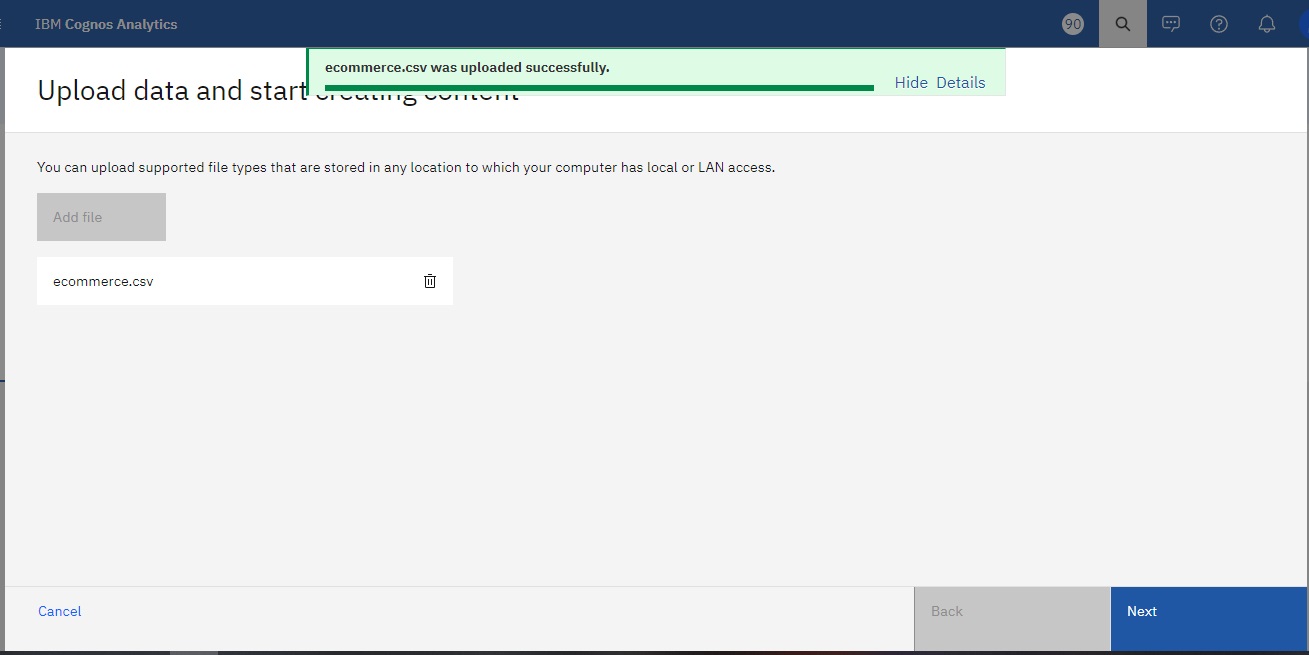 IBM Cognos Analytics
90
ecommerce.csv was uploaded successfully.
Hide Details
Upload data and start creating content
You can upload supported file types that are stored in any location to which your computer has local or LAN access.
Add file
ecommerce.csv
Cancel
Back
Next